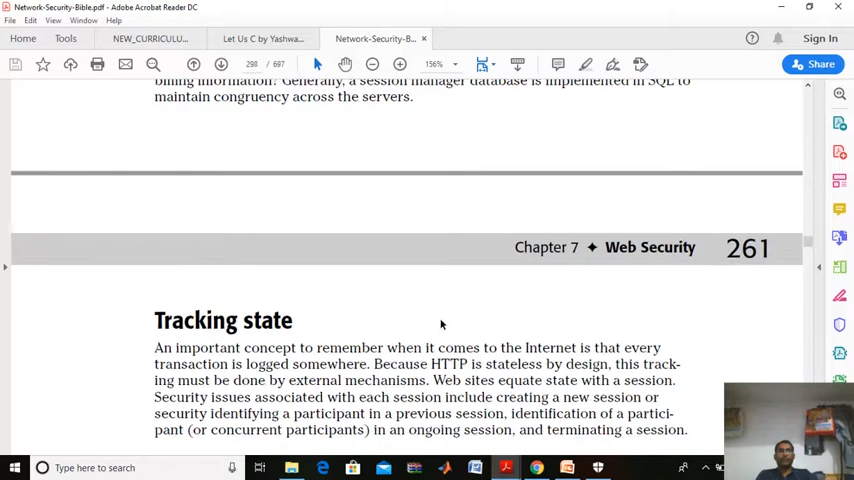 Network-Security-Bible.pdf - Adobe Acrobat Reader DC
File Edit View Window Help
Home Tools NEW_CURRICULU... Let Us C by Yashwa... Network-Security-B... × Sign In
298 / 697 156% Share
billing information? Generally, a session manager database is implemented in SQL to
maintain congruency across the servers.
Chapter 7 ✦ Web Security 261
Tracking state
An important concept to remember when it comes to the Internet is that every
transaction is logged somewhere. Because HTTP is stateless by design, this track-
ing must be done by external mechanisms. Web sites equate state with a session.
Security issues associated with each session include creating a new session or
security identifying a participant in a previous session, identification of a partici-
pant (or concurrent participants) in an ongoing session, and terminating a session.
Type here to search